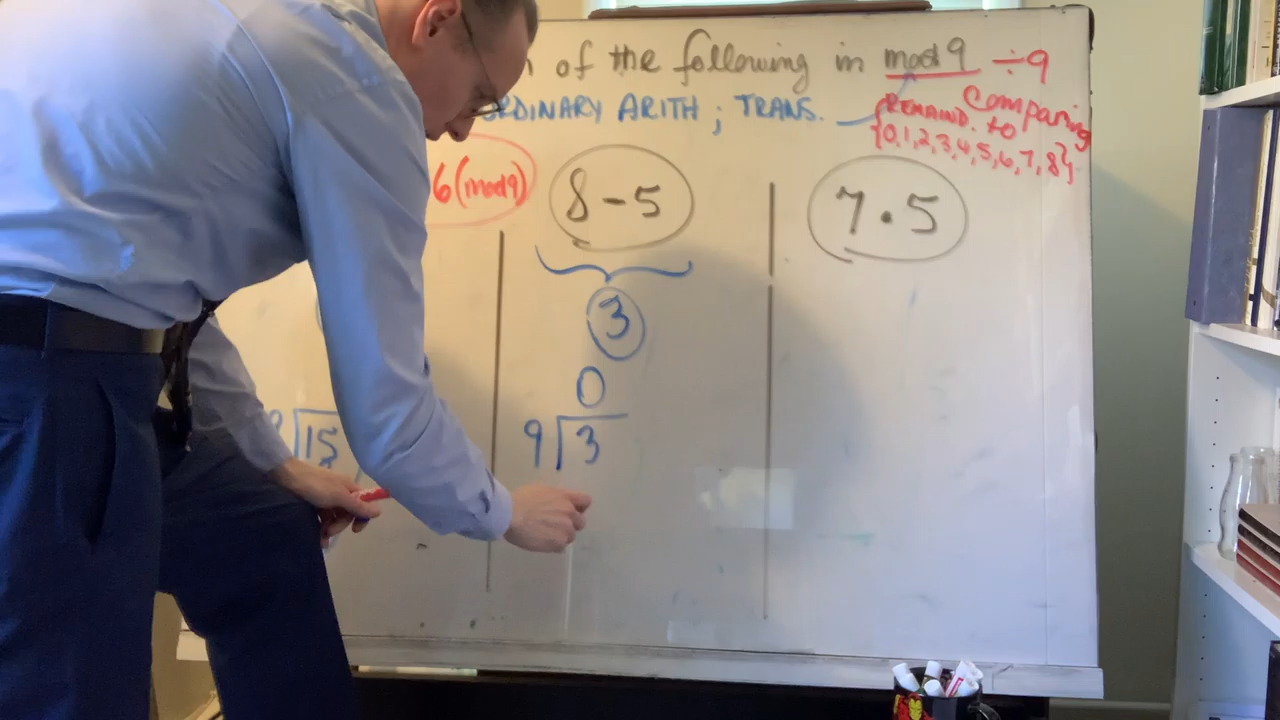 of the following in mod 9 ÷9
ORDINARY ARITH ; TRANS.
REMAIND. to Comparing
{0,1,2,3,4,5,6,7,8}
6 (mod 9)
8 - 5
7 · 5
3
0
9 3
15